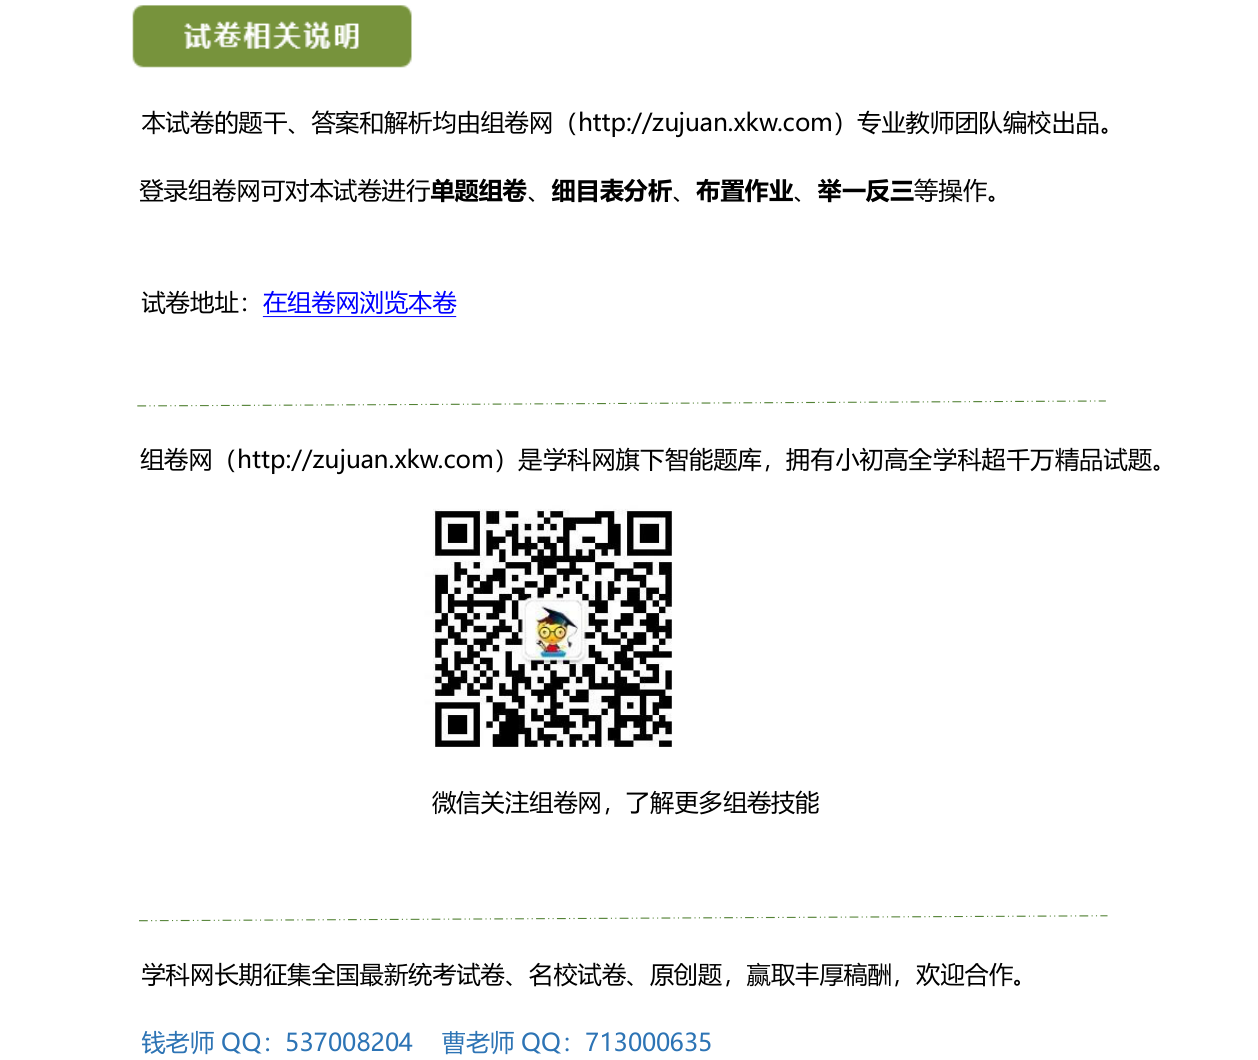 试卷相关说明
本试卷的题干、答案和解析均由组卷网（http://zujuan.xkw.com）专业教师团队编校出品。
登录组卷网可对本试卷进行单题组卷、细目表分析、布置作业、举一反三等操作。
试卷地址：在组卷网浏览本卷
组卷网（http://zujuan.xkw.com）是学科网旗下智能题库，拥有小初高全学科超千万精品试题。
微信关注组卷网，了解更多组卷技能
学科网长期征集全国最新统考试卷、名校试卷、原创题，赢取丰厚稿酬，欢迎合作。
钱老师 QQ：537008204 曹老师 QQ：713000635